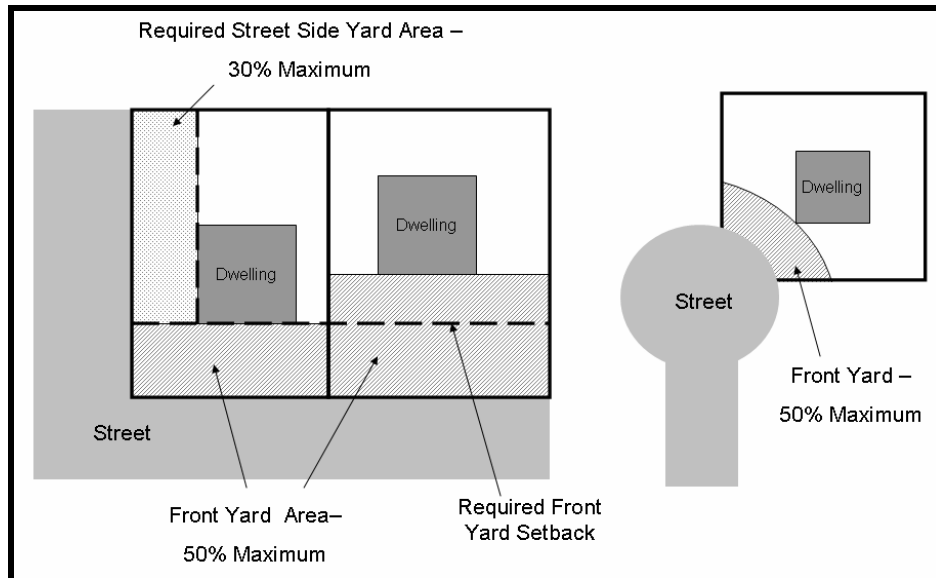 Required Street Side Yard Area –
30% Maximum
Dwelling
Dwelling
Street
Front Yard Area–
50% Maximum
Required Front
Yard Setback
Dwelling
Street
Front Yard –
50% Maximum